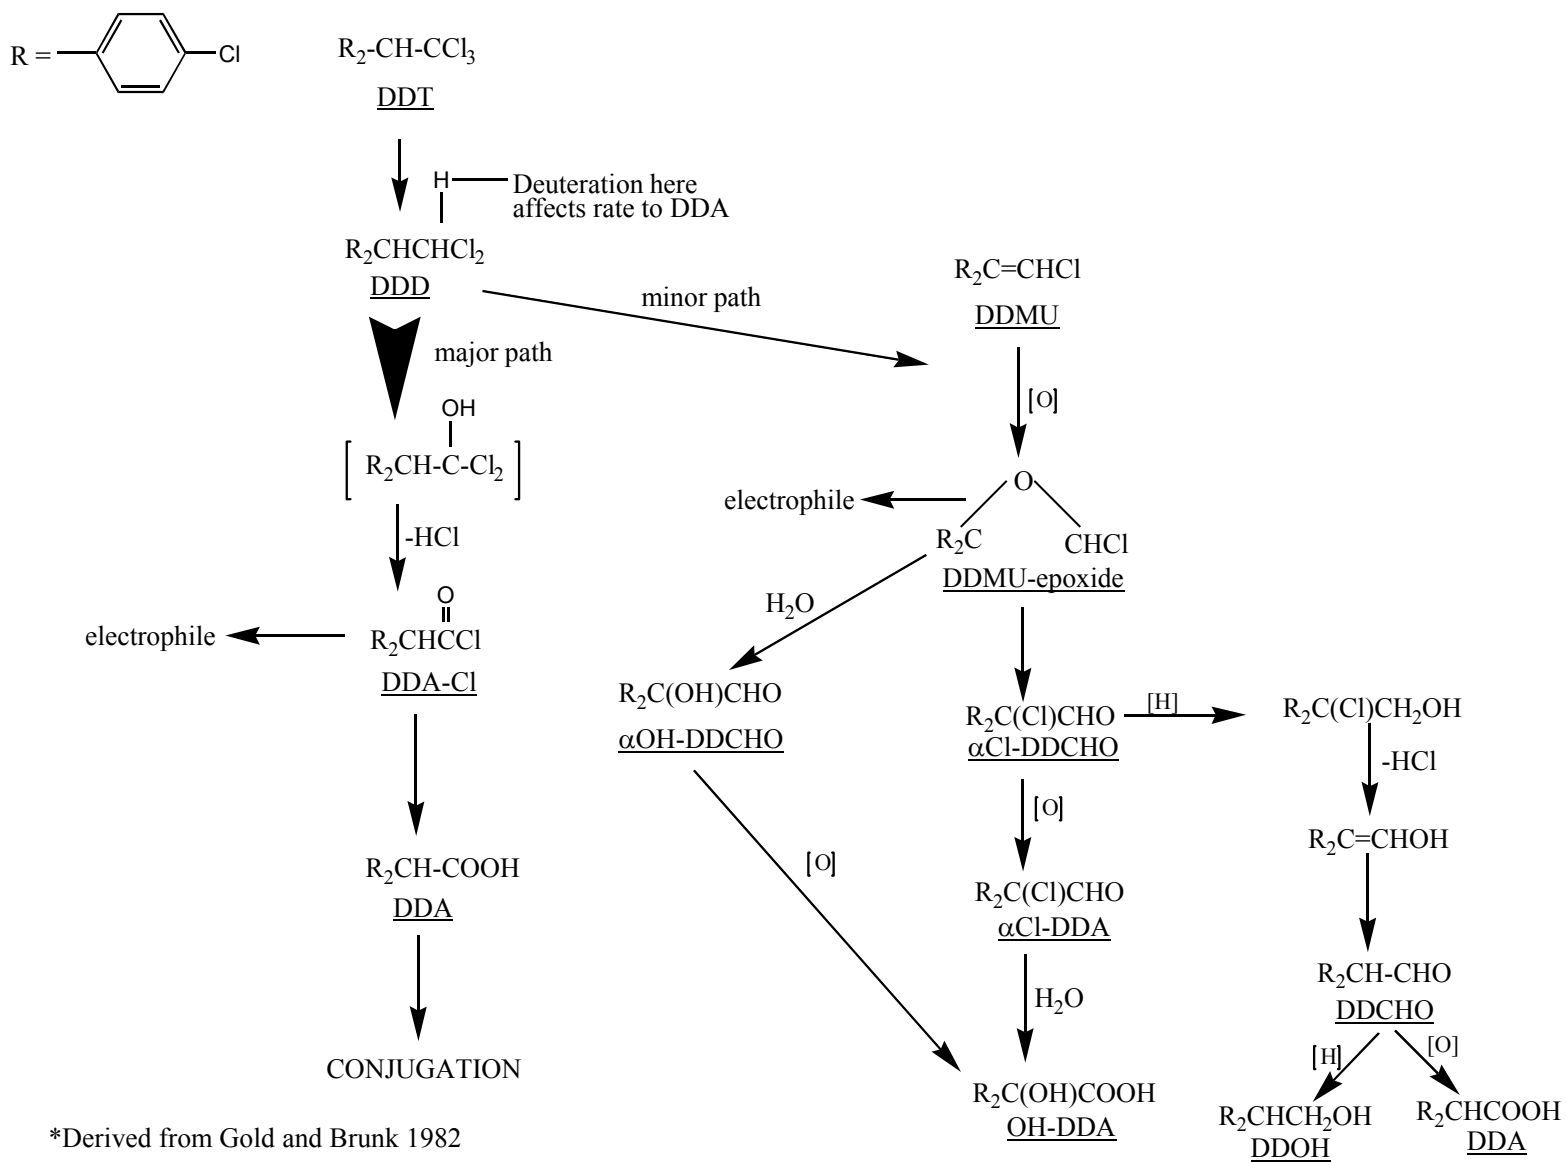 R = Cl
R₂-CH-CCl₃
DDT
H
Deuteration here
affects rate to DDA
R₂CHCHCl₂
DDD
minor path
major path
OH
[ R₂CH-C-Cl₂ ]
-HCl
O
R₂CHCCl
electrophile
DDA-Cl
R₂CH-COOH
DDA
CONJUGATION
R₂C=CHCl
DDMU
[O]
O
electrophile
R₂C CHCl
DDMU-epoxide
H₂O
R₂C(OH)CHO
αOH-DDCHO
[O]
R₂C(Cl)CHO
αCl-DDCHO
[O]
R₂C(Cl)CHO
αCl-DDA
H₂O
R₂C(OH)COOH
OH-DDA
[H]
R₂C(Cl)CH₂OH
-HCl
R₂C=CHOH
R₂CH-CHO
DDCHO
[H]
[O]
R₂CHCH₂OH
DDOH
R₂CHCOOH
DDA
*Derived from Gold and Brunk 1982